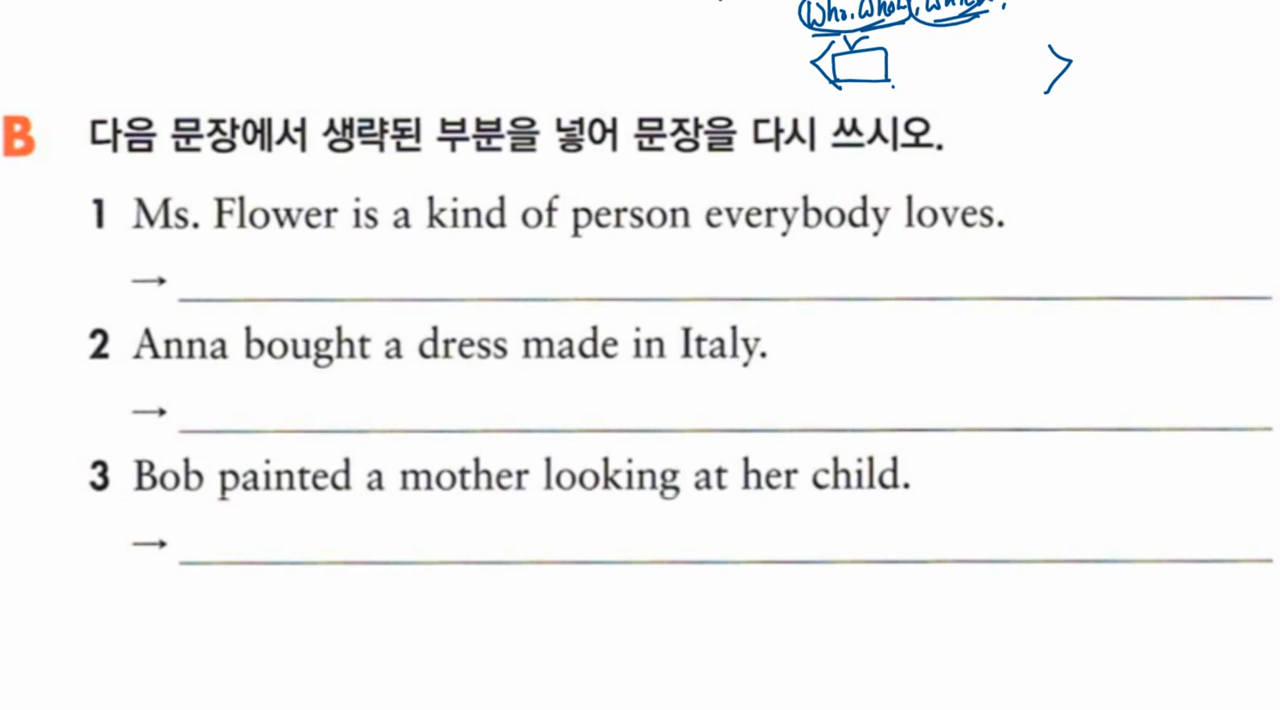 who. whom
B 다음 문장에서 생략된 부분을 넣어 문장을 다시 쓰시오.
1 Ms. Flower is a kind of person everybody loves.
→
2 Anna bought a dress made in Italy.
→
3 Bob painted a mother looking at her child.
→